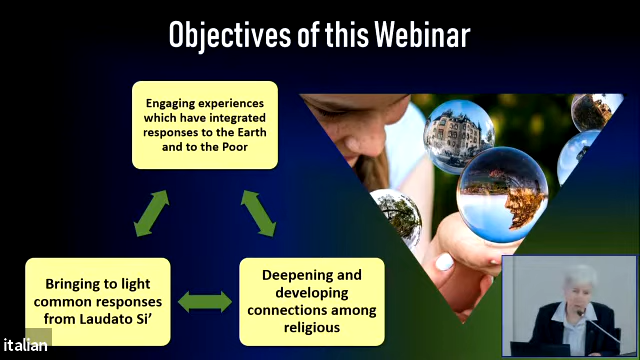 Objectives of this Webinar
Engaging experiences
which have integrated
responses to the Earth
and to the Poor
Bringing to light
common responses
from Laudato Si’
Deepening and
developing
connections among
religious
italian